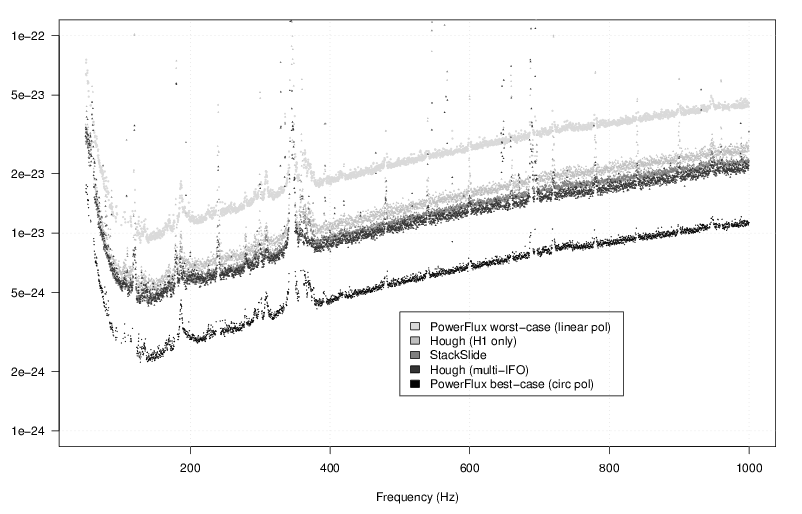 1e−22
5e−23
2e−23
1e−23
5e−24
2e−24
1e−24
PowerFlux worst−case (linear pol)
Hough (H1 only)
StackSlide
Hough (multi−IFO)
PowerFlux best−case (circ pol)
200 400 600 800 1000
Frequency (Hz)